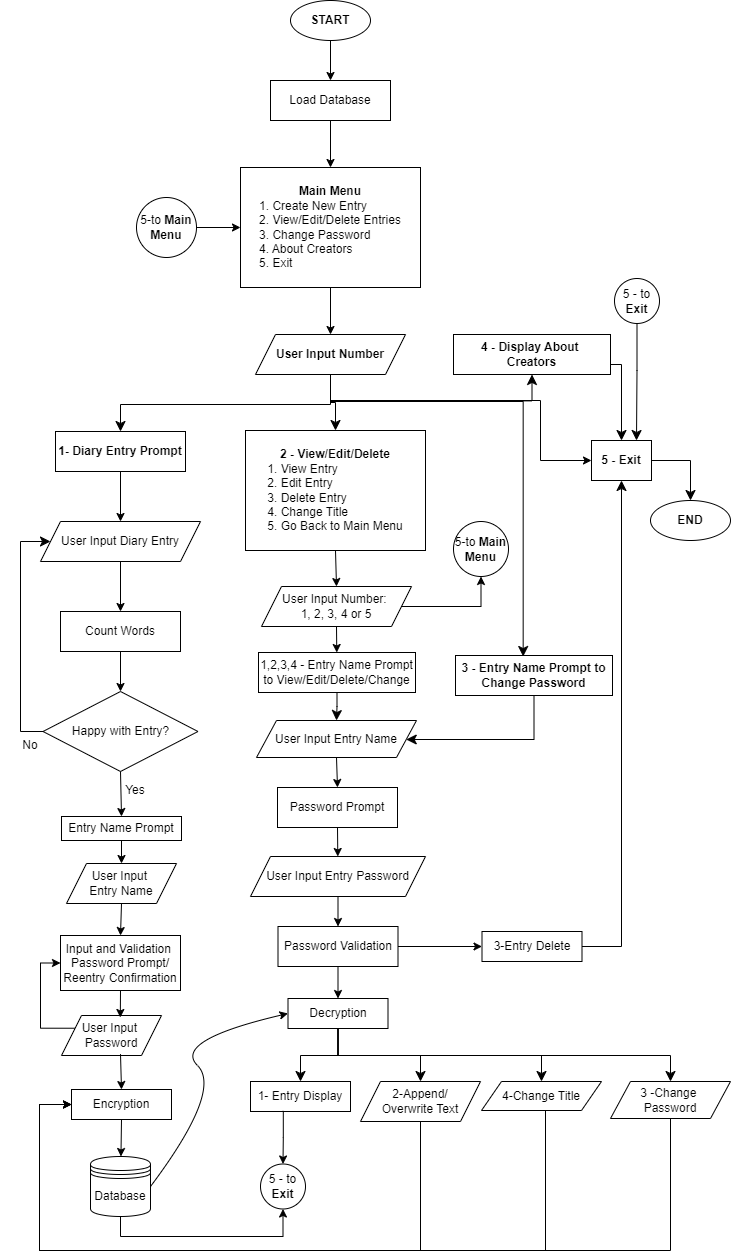 START
Load Database
Main Menu
1. Create New Entry
2. View/Edit/Delete Entries
3. Change Password
4. About Creators
5. Exit
5-to Main
Menu
5 - to
Exit
User Input Number
4 - Display About
Creators
1- Diary Entry Prompt
2 - View/Edit/Delete
1. View Entry
2. Edit Entry
3. Delete Entry
4. Change Title
5. Go Back to Main Menu
5 - Exit
END
User Input Diary Entry
5-to Main
Menu
User Input Number:
1, 2, 3, 4 or 5
Count Words
1,2,3,4 - Entry Name Prompt
to View/Edit/Delete/Change
3 - Entry Name Prompt to
Change Password
Happy with Entry?
No
Yes
User Input Entry Name
Password Prompt
Entry Name Prompt
User Input
Entry Name
User Input Entry Password
Input and Validation
Password Prompt/
Reentry Confirmation
Password Validation
3-Entry Delete
User Input
Password
Decryption
Encryption
1- Entry Display
2-Append/
Overwrite Text
4-Change Title
3 -Change
Password
Database
5 - to
Exit